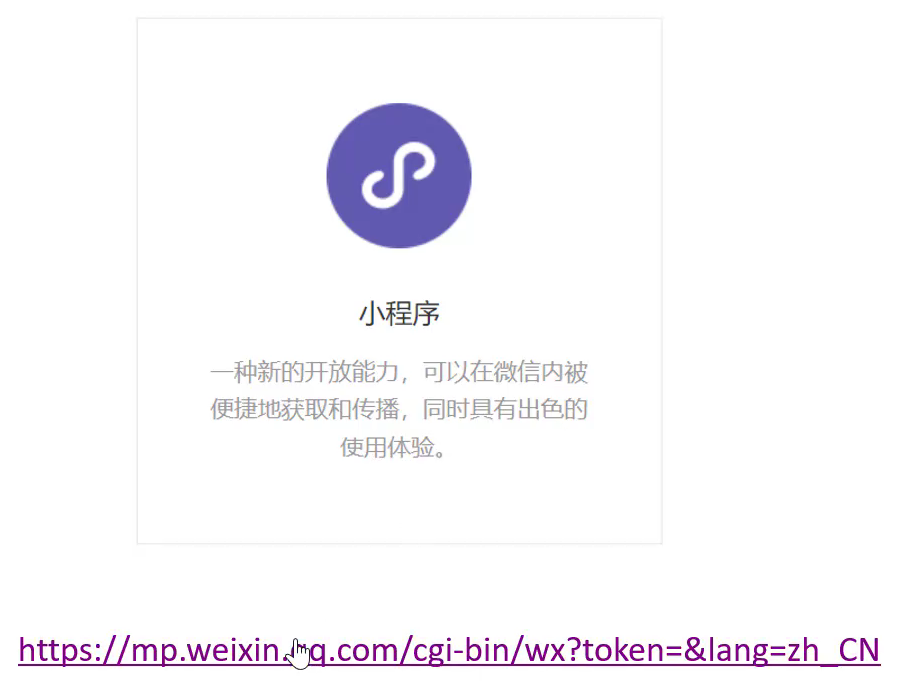 小程序
一种新的开放能力，可以在微信内被
便捷地获取和传播，同时具有出色的
使用体验。
https://mp.weixin.qq.com/cgi-bin/wx?token=&lang=zh_CN